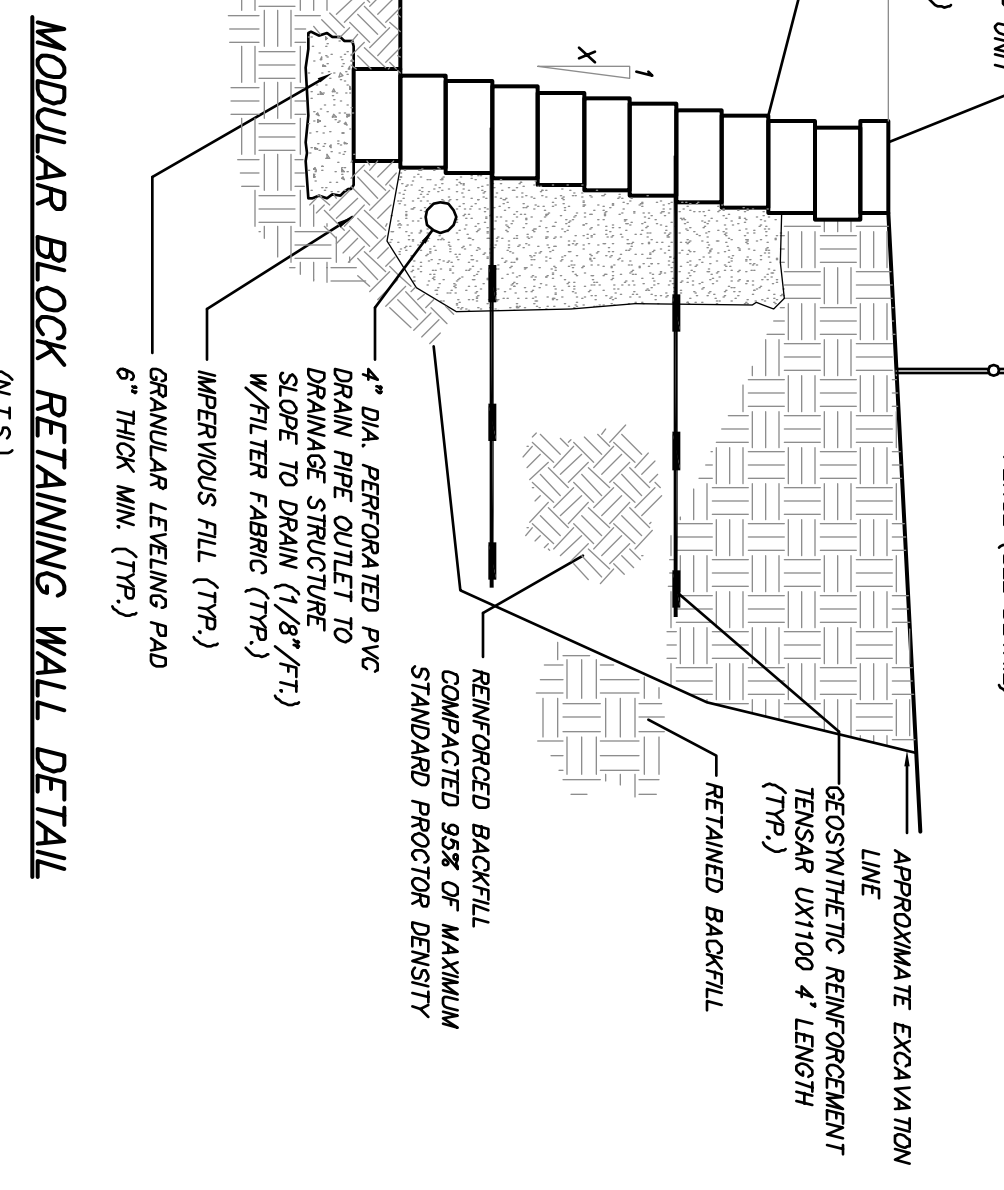 UNIT
APPROXIMATE EXCAVATION
LINE
GEOSYNTHETIC REINFORCEMENT
TENSAR UX1100 4' LENGTH
(TYP.)
RETAINED BACKFILL
REINFORCED BACKFILL
COMPACTED 95% OF MAXIMUM
STANDARD PROCTOR DENSITY
1
X
4" DIA. PERFORATED PVC
DRAIN PIPE OUTLET TO
DRAINAGE STRUCTURE
SLOPE TO DRAIN (1/8"/FT.)
W/FILTER FABRIC (TYP.)
IMPERVIOUS FILL (TYP.)
GRANULAR LEVELING PAD
6" THICK MIN. (TYP.)
MODULAR BLOCK RETAINING WALL DETAIL
(N.T.S.)